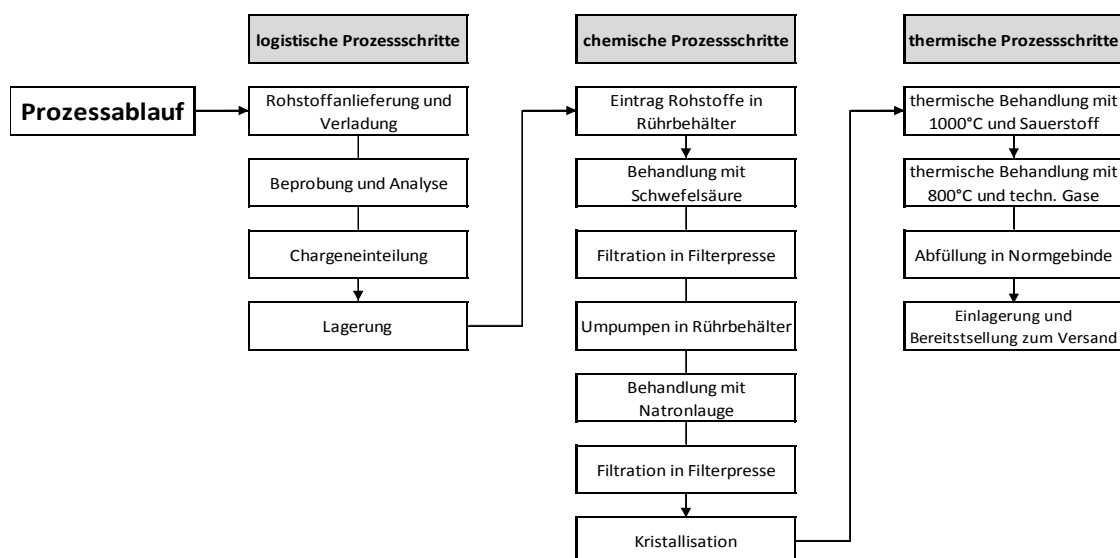 logistische Prozessschritte
chemische Prozessschritte
thermische Prozessschritte
Prozessablauf
Rohstoffanlieferung und
Verladung
Beprobung und Analyse
Chargeneinteilung
Lagerung
Eintrag Rohstoffe in
Rührbehälter
Behandlung mit
Schwefelsäure
Filtration in Filterpresse
Umpumpen in Rührbehälter
Behandlung mit
Natronlauge
Filtration in Filterpresse
Kristallisation
thermische Behandlung mit
1000°C und Sauerstoff
thermische Behandlung mit
800°C und techn. Gase
Abfüllung in Normgebinde
Einlagerung und
Bereitstsellung zum Versand